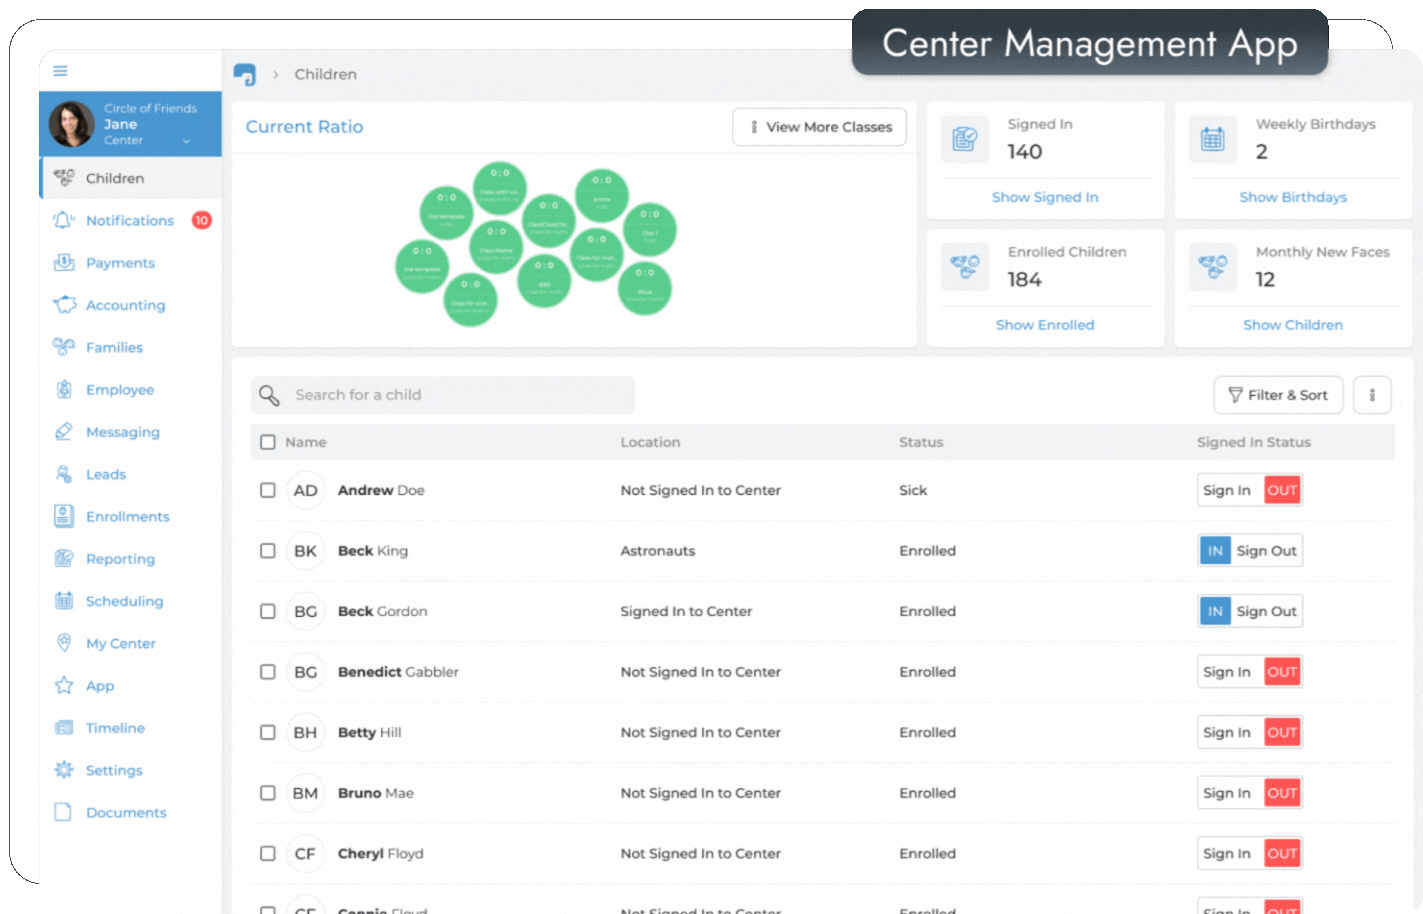 Center Management App
Circle of Friends
Jane
Center
Children
Notifications 10
Payments
Accounting
Families
Employee
Messaging
Leads
Enrollments
Reporting
Scheduling
My Center
App
Timeline
Settings
Documents
› Children
Current Ratio
View More Classes
0 : 0
0 : 0
0 : 0
0 : 0
0 : 0
0 : 0
0 : 0
0 : 0
0 : 0
0 : 0
0 : 0
Signed In
140
Show Signed In
Weekly Birthdays
2
Show Birthdays
Enrolled Children
184
Show Enrolled
Monthly New Faces
12
Show Children
Search for a child
Filter & Sort
Name Location Status Signed In Status
AD Andrew Doe Not Signed In to Center Sick Sign In OUT
BK Beck King Astronauts Enrolled IN Sign Out
BG Beck Gordon Signed In to Center Enrolled IN Sign Out
BG Benedict Gabbler Not Signed In to Center Enrolled Sign In OUT
BH Betty Hill Not Signed In to Center Enrolled Sign In OUT
BM Bruno Mae Not Signed In to Center Enrolled Sign In OUT
CF Cheryl Floyd Not Signed In to Center Enrolled Sign In OUT
CF Connie Floyd Not Signed In to Center Enrolled Sign In OUT